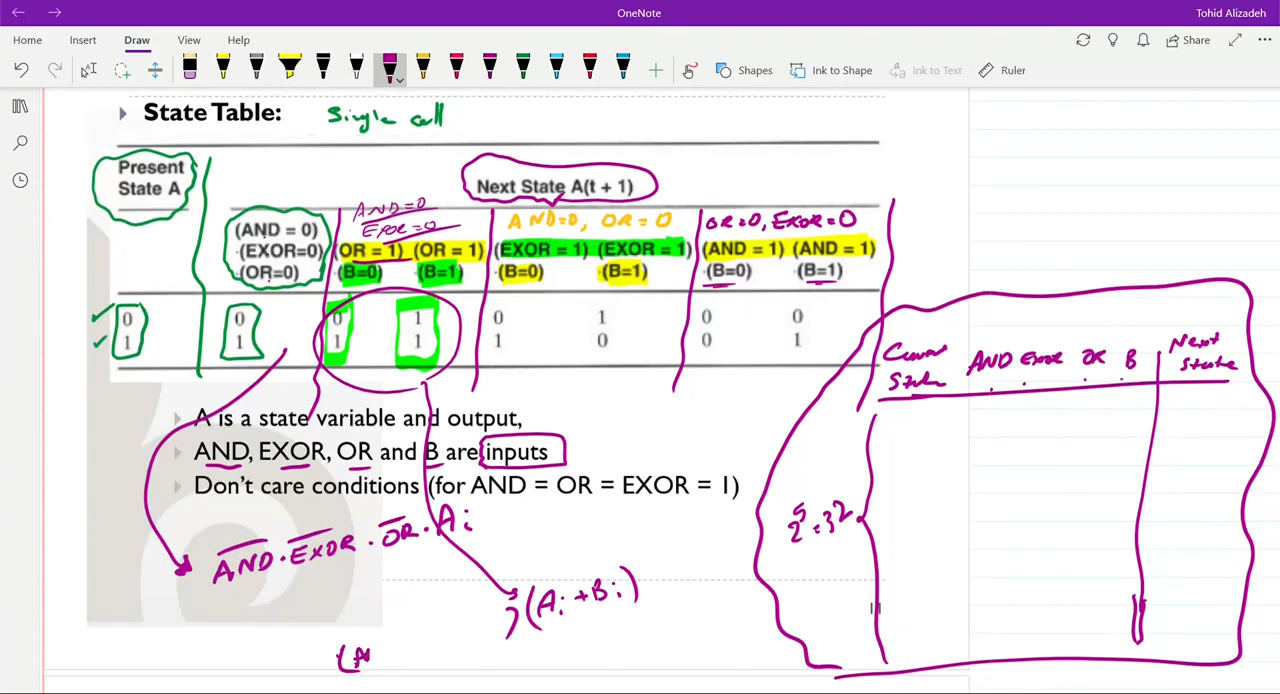 OneNote
Tohid Alizadeh
Home Insert Draw View Help
Share
Shapes Ink to Shape Ink to Text Ruler
State Table: Single cell
Present State A
Next State A(t + 1)
(AND = 0) (EXOR=0) (OR=0)
AND=0 EXOR=0
(OR = 1) (OR = 1)
(B=0) (B=1)
AND=0, OR = 0
(EXOR = 1) (EXOR = 1)
(B=0) (B=1)
OR=0, EXOR=0
(AND = 1) (AND = 1)
(B=0) (B=1)
0 0 0 1 0 1 0 0
1 1 1 1 1 0 0 1
A is a state variable and output,
AND, EXOR, OR and B are inputs
Don't care conditions (for AND = OR = EXOR = 1)
AND · EXOR · OR · Ai
(Ai + Bi)
(A
State AND EXOR OR B Next State
2^5 = 32